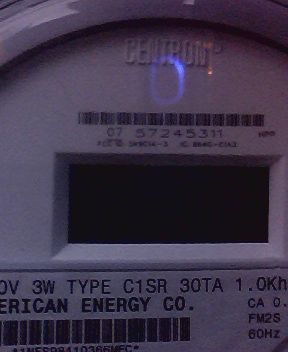 CENTRON®
07 57245311
0V 3W TYPE C1SR 30TA 1.0Kh
ERICAN ENERGY CO.
CA 0.
FM2S
60Hz